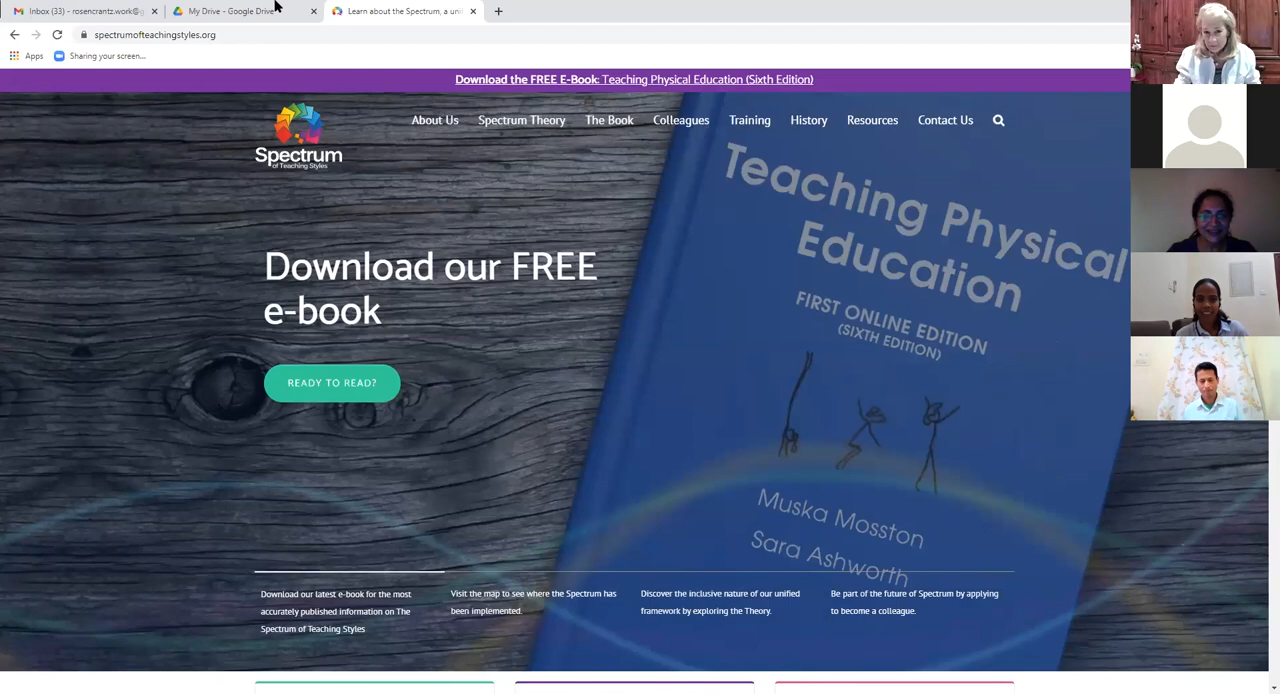 Inbox (33) - rosencrantz.work@g
My Drive - Google Drive
Learn about the Spectrum, a uni
spectrumofteachingstyles.org
Apps
Sharing your screen...
Download the FREE E-Book: Teaching Physical Education (Sixth Edition)
Spectrum
of Teaching Styles
About Us
Spectrum Theory
The Book
Colleagues
Training
History
Resources
Contact Us
Download our FREE
e-book
READY TO READ?
Teaching Physical
Education
FIRST ONLINE EDITION
(SIXTH EDITION)
Muska Mosston
Sara Ashworth
Download our latest e-book for the most
accurately published information on The
Spectrum of Teaching Styles
Visit the map to see where the Spectrum has
been implemented.
Discover the inclusive nature of our unified
framework by exploring the Theory.
Be part of the future of Spectrum by applying
to become a colleague.